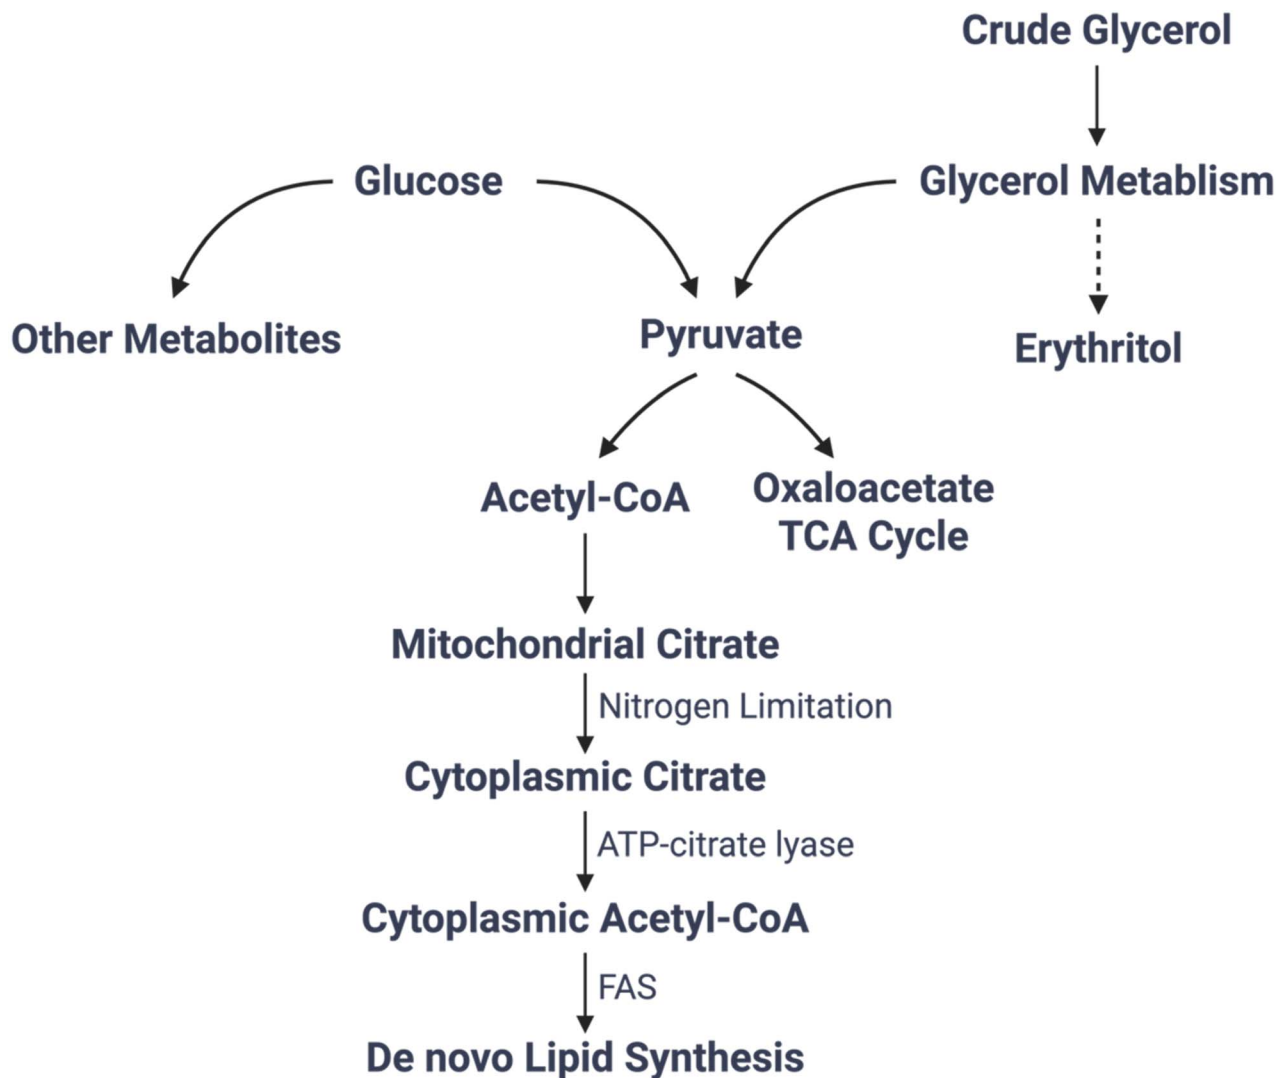 Crude Glycerol
Glucose
Glycerol Metablism
Other Metabolites
Pyruvate
Erythritol
Acetyl-CoA
Oxaloacetate
TCA Cycle
Mitochondrial Citrate
Nitrogen Limitation
Cytoplasmic Citrate
ATP-citrate lyase
Cytoplasmic Acetyl-CoA
FAS
De novo Lipid Synthesis